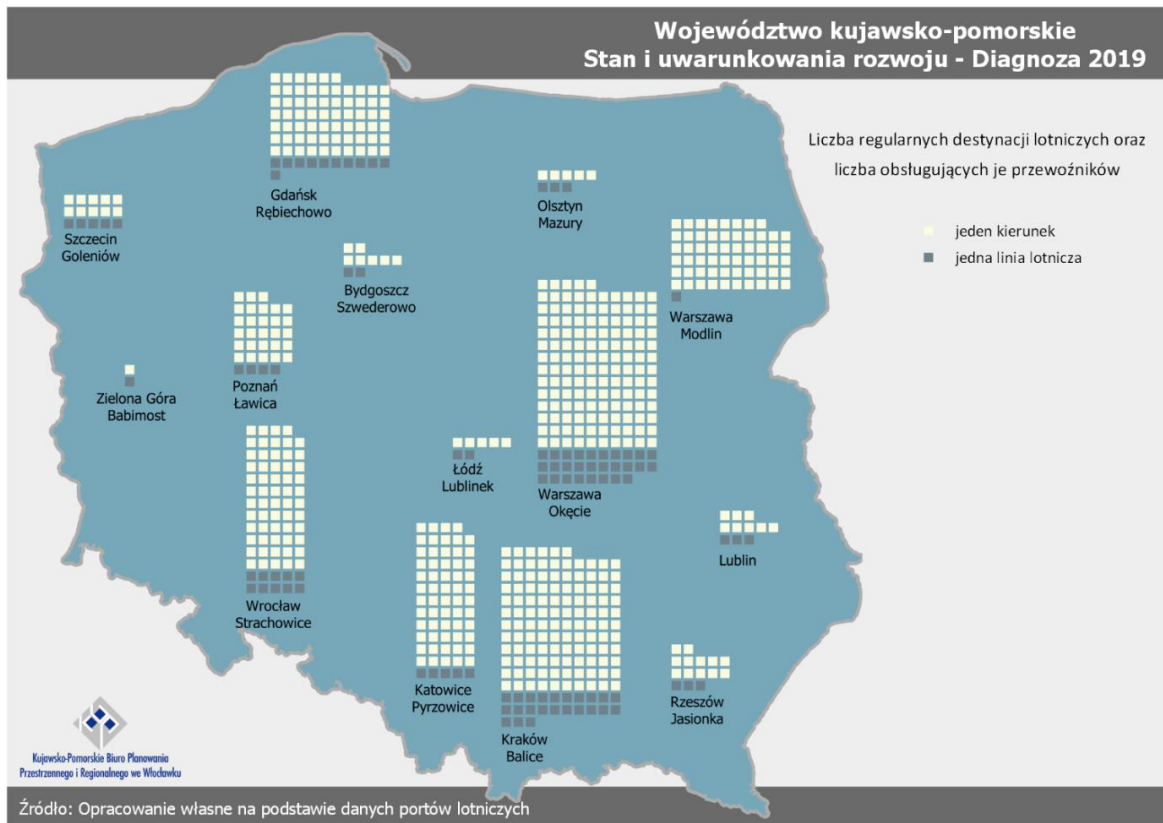 Województwo kujawsko-pomorskie
Stan i uwarunkowania rozwoju - Diagnoza 2019
Liczba regularnych destynacji lotniczych oraz
liczba obsługujących je przewoźników
jeden kierunek
jedna linia lotnicza
Gdańsk
Rębiechowo
Olsztyn
Mazury
Szczecin
Goleniów
Bydgoszcz
Szwederowo
Warszawa
Modlin
Poznań
Ławica
Zielona Góra
Babimost
Łódź
Lublinek
Warszawa
Okęcie
Lublin
Wrocław
Strachowice
Katowice
Pyrzowice
Kraków
Balice
Rzeszów
Jasionka
Kujawsko-Pomorskie Biuro Planowania
Przestrzennego i Regionalnego we Włocławku
Źródło: Opracowanie własne na podstawie danych portów lotniczych